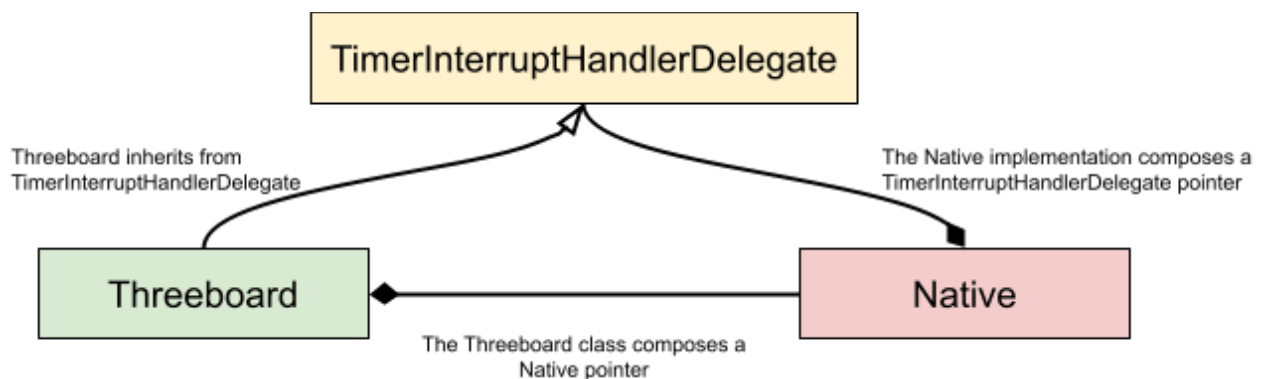 TimerInterruptHandlerDelegate
Threeboard inherits from
TimerInterruptHandlerDelegate
The Native implementation composes a
TimerInterruptHandlerDelegate pointer
Threeboard
Native
The Threeboard class composes a
Native pointer